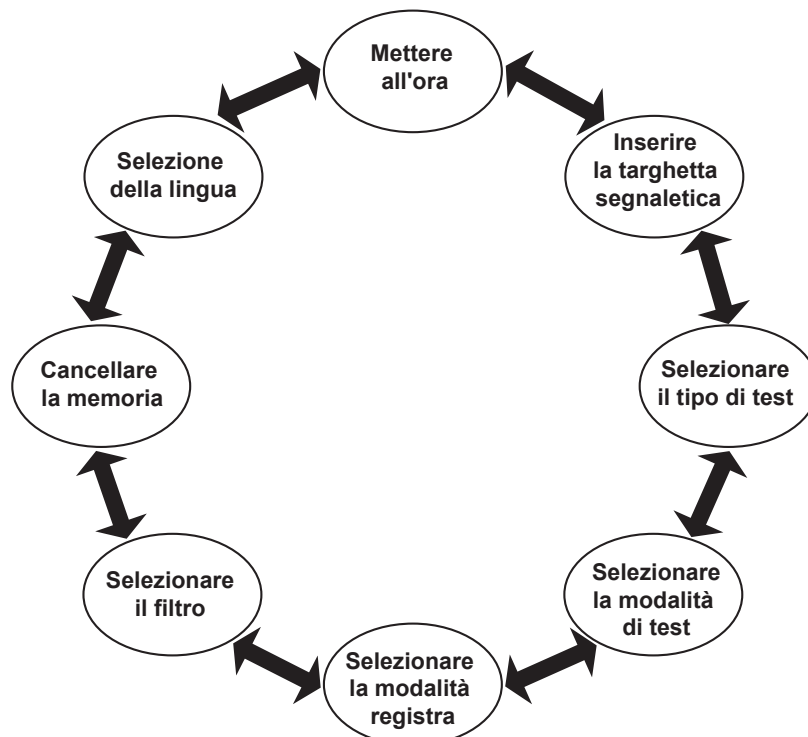 Mettere
all'ora
Inserire
la targhetta
segnaletica
Selezionare
il tipo di test
Selezionare
la modalità
di test
Selezionare
la modalità
registra
Selezionare
il filtro
Cancellare
la memoria
Selezione
della lingua